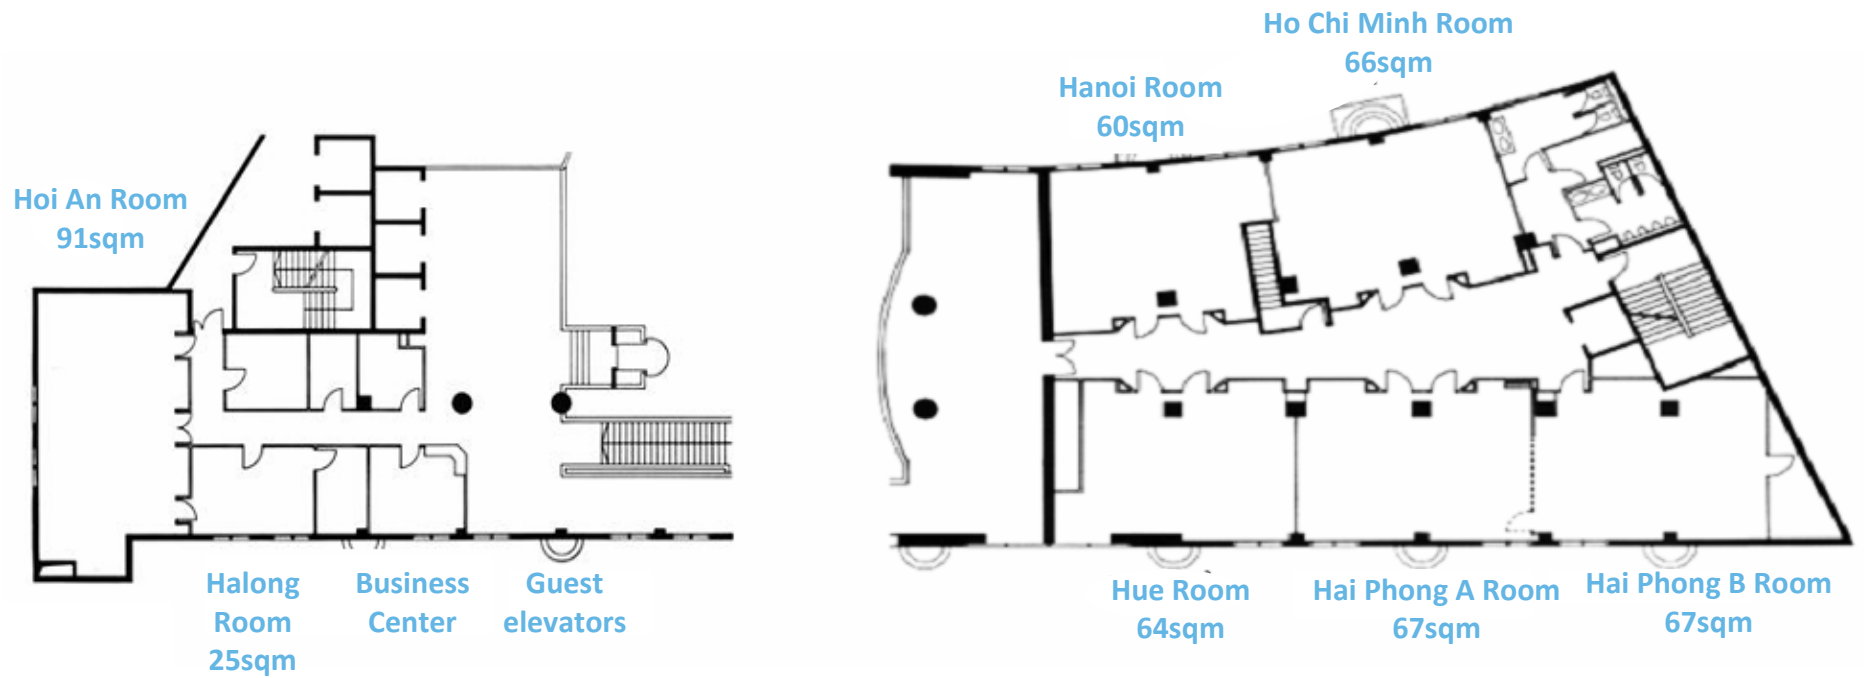 Hoi An Room
91sqm
Halong
Room
25sqm
Business
Center
Guest
elevators
Hanoi Room
60sqm
Ho Chi Minh Room
66sqm
Hue Room
64sqm
Hai Phong A Room
67sqm
Hai Phong B Room
67sqm